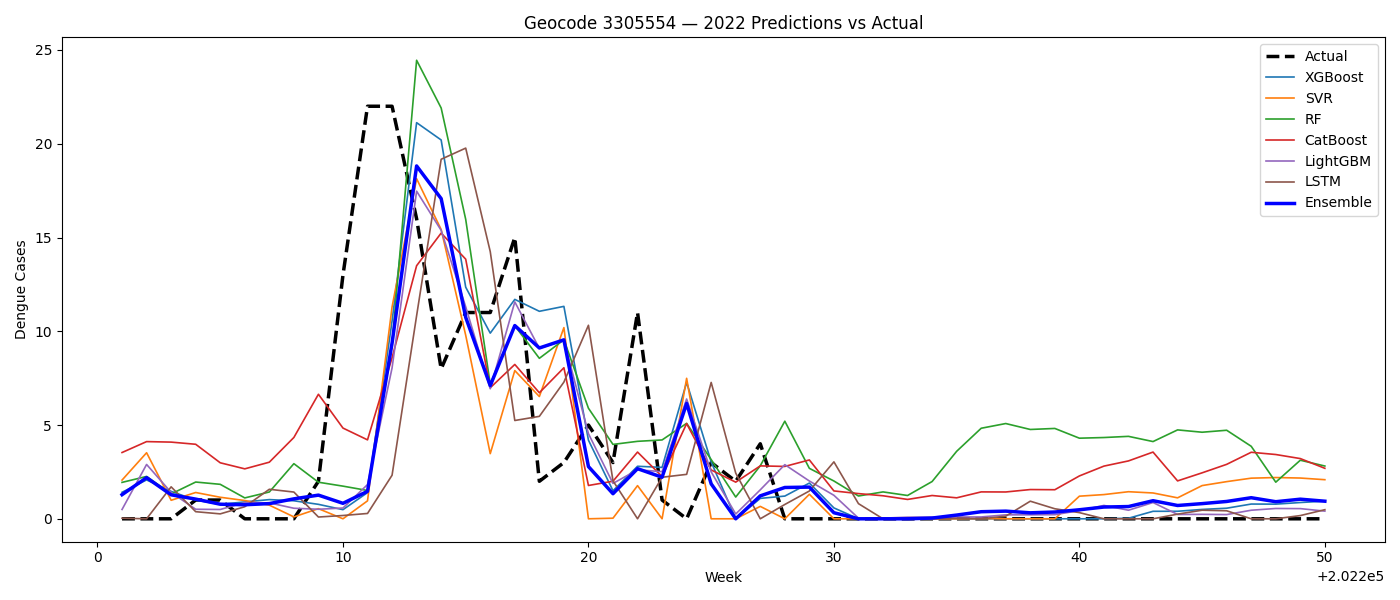 Geocode 3305554 — 2022 Predictions vs Actual
25
20
15
10
5
0
Dengue Cases
0
10
20
30
40
50
+2.022e5
Week
Actual
XGBoost
SVR
RF
CatBoost
LightGBM
LSTM
Ensemble